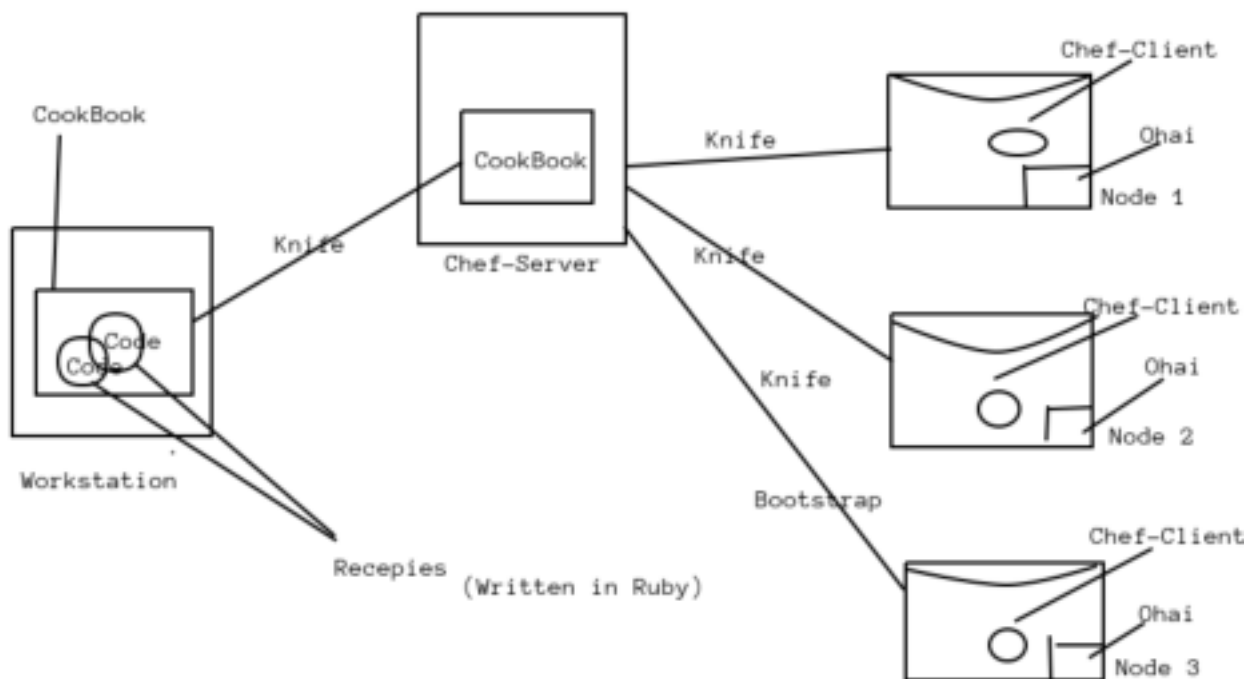 Chef-Client
CookBook
Knife
Ohai
CookBook
Node 1
Knife
Chef-Server
Knife
Chef-Client
Code
Code
Knife
Ohai
Node 2
Workstation
Bootstrap
Chef-Client
Recepies
(Written in Ruby)
Ohai
Node 3